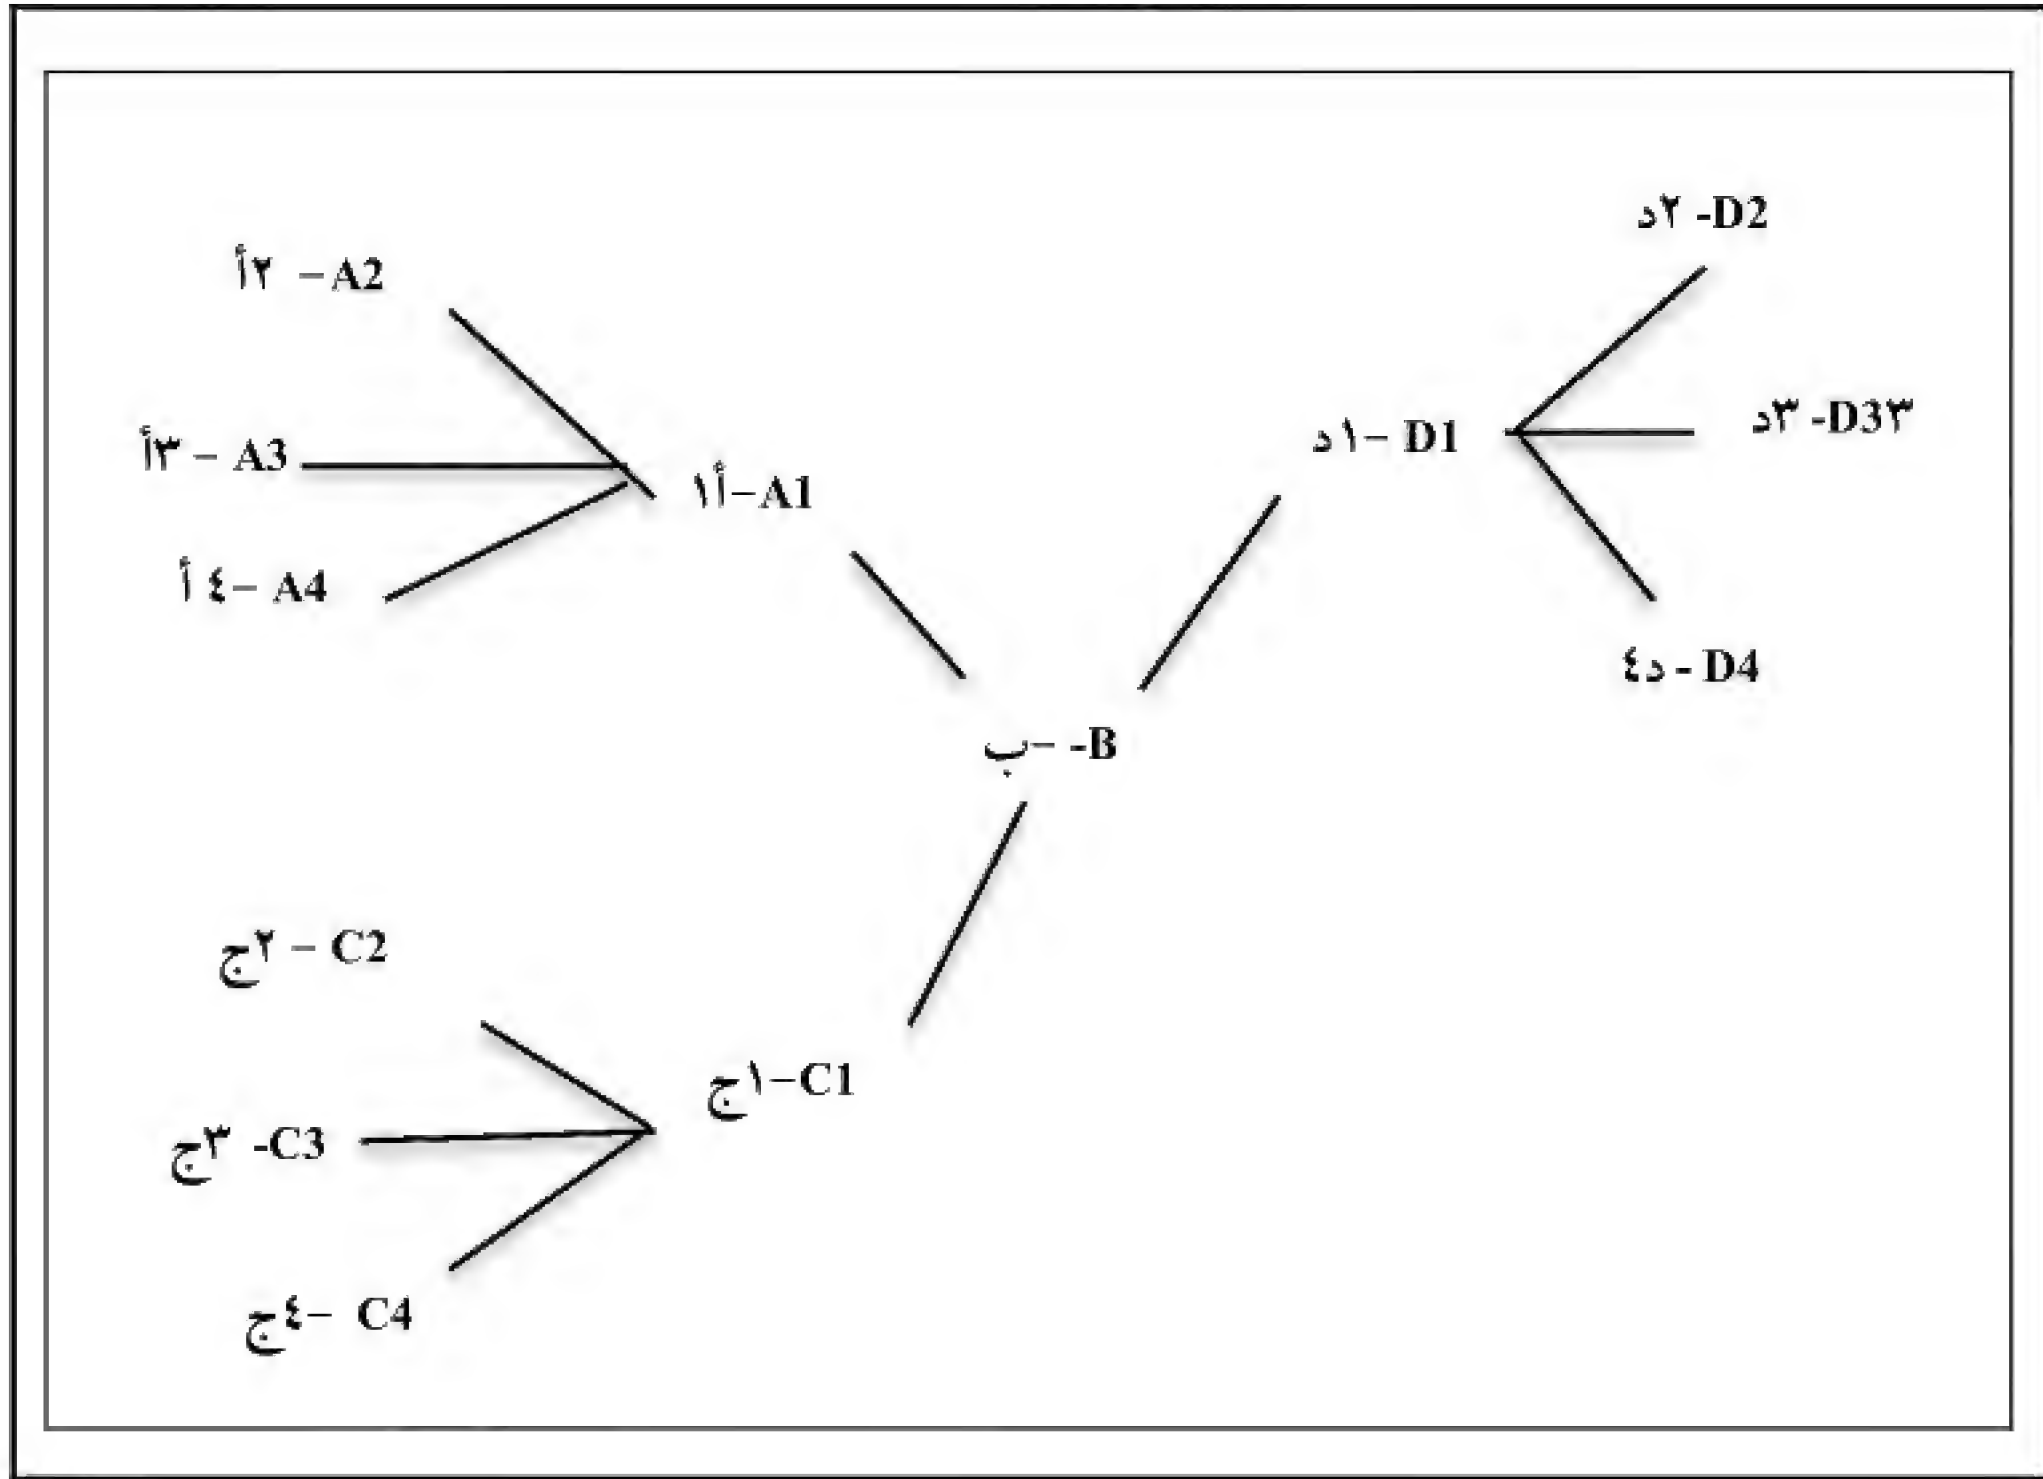 د٢ -D2
أ٢ – A2
د٣ -D3٣
د١ – D1
أ٣ – A3
أ١–A1
أ ٤– A4
د٤ - D4
ب– -B
ج٢ – C2
ج١–C1
ج٣ -C3
ج٤– C4